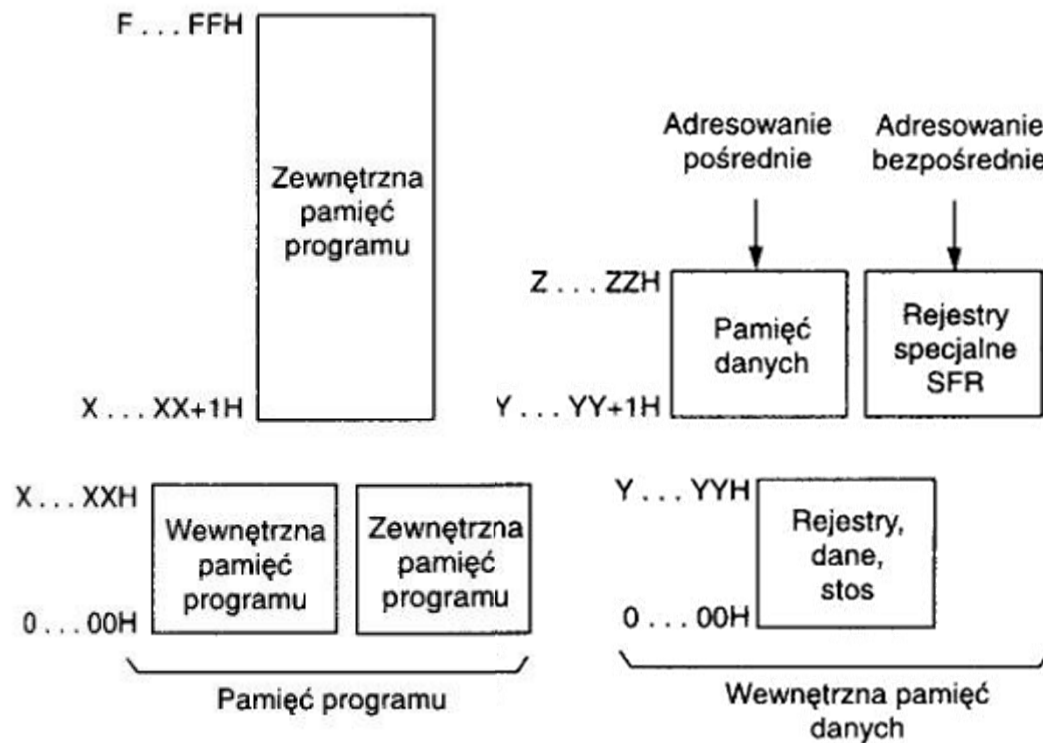 F . . . FFH
Zewnętrzna
pamięć
programu
X . . . XX+1H
X . . . XXH
Wewnętrzna
pamięć
programu
Zewnętrzna
pamięć
programu
0 . . . 00H
Pamięć programu
Adresowanie
pośrednie
Adresowanie
bezpośrednie
Z . . . ZZH
Pamięć
danych
Rejestry
specjalne
SFR
Y . . . YY+1H
Y . . . YYH
Rejestry,
dane,
stos
0 . . . 00H
Wewnętrzna pamięć
danych